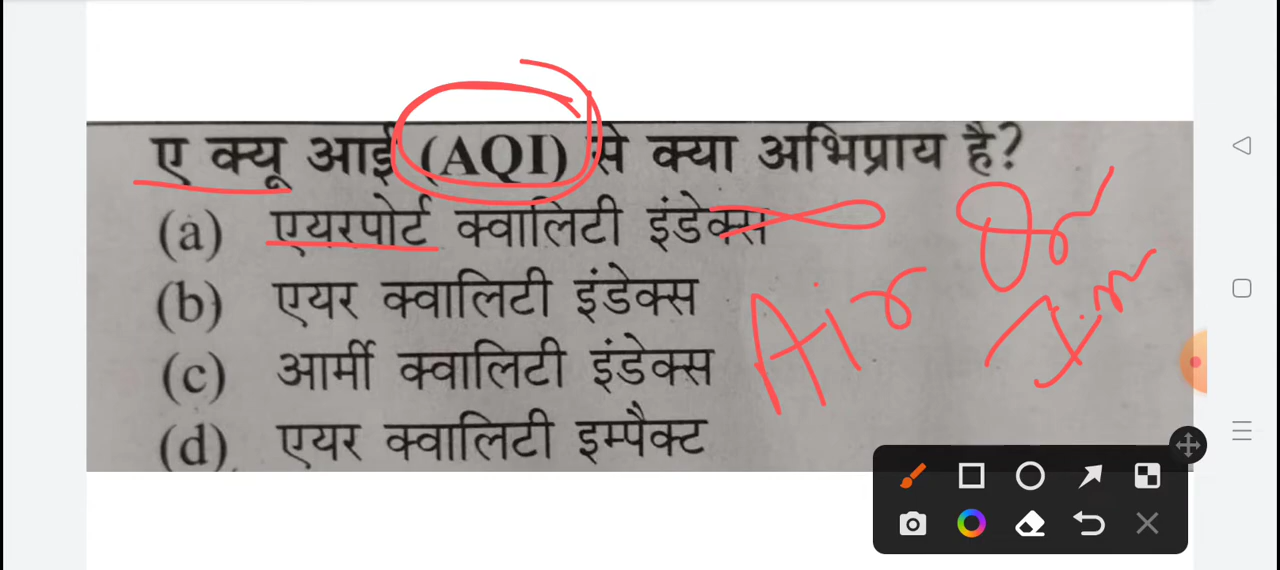 ए क्यू आई (AQI) से क्या अभिप्राय है?
(a) एयरपोर्ट क्वालिटी इंडेक्स
(b) एयर क्वालिटी इंडेक्स
(c) आर्मी क्वालिटी इंडेक्स
(d) एयर क्वालिटी इम्पैक्ट
Air